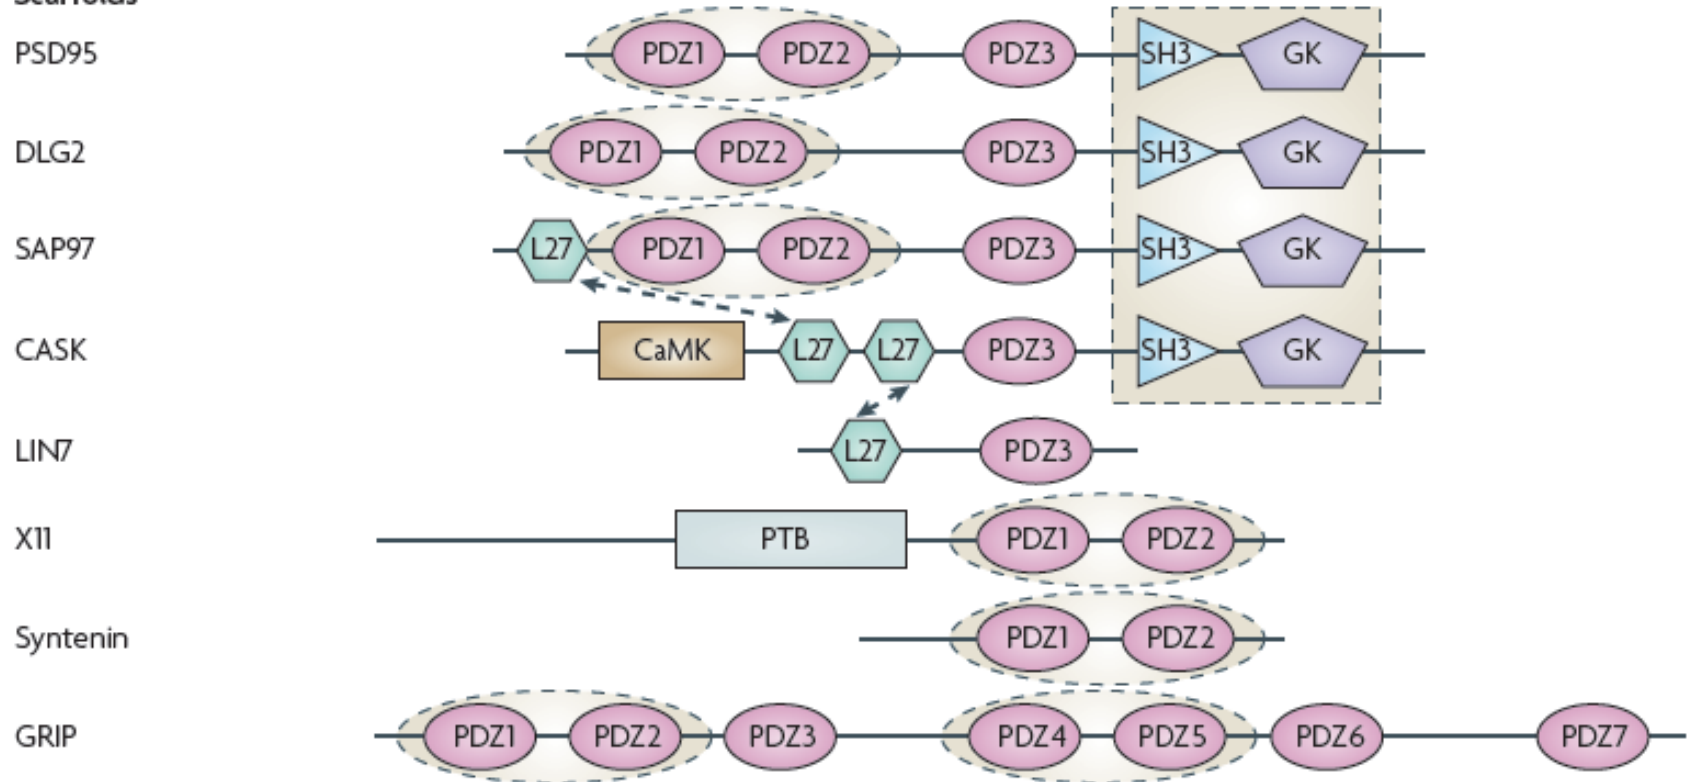 Scaffolds
PSD95 PDZ1 PDZ2 PDZ3 SH3 GK
DLG2 PDZ1 PDZ2 PDZ3 SH3 GK
SAP97 L27 PDZ1 PDZ2 PDZ3 SH3 GK
CASK CaMK L27 L27 PDZ3 SH3 GK
LIN7 L27 PDZ3
X11 PTB PDZ1 PDZ2
Syntenin PDZ1 PDZ2
GRIP PDZ1 PDZ2 PDZ3 PDZ4 PDZ5 PDZ6 PDZ7